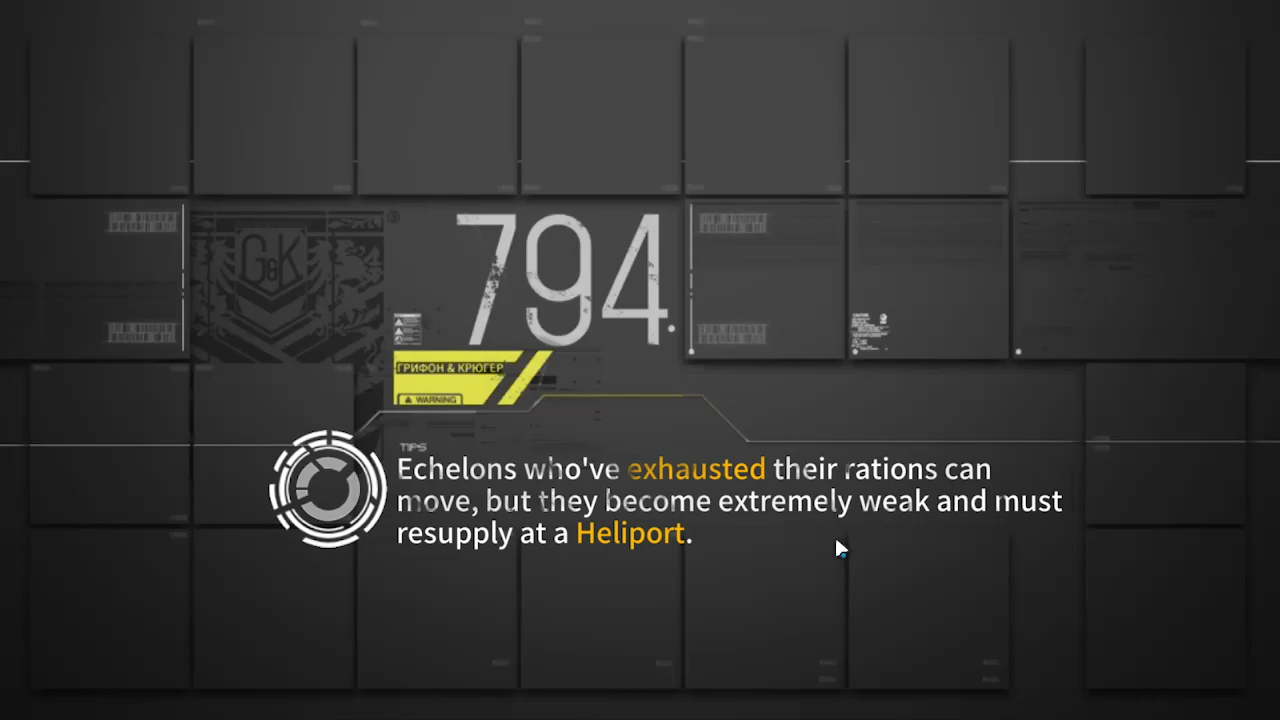 G&K
794.
ГРИФОН & КРЮГЕР
WARNING
TIPS
Echelons who've exhausted their rations can
move, but they become extremely weak and must
resupply at a Heliport.